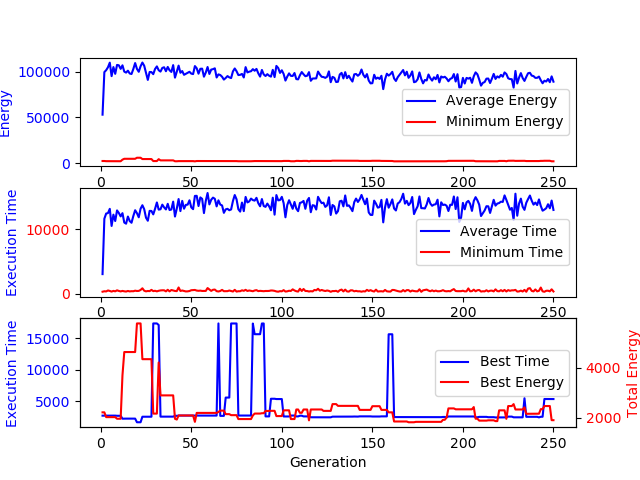 100000
50000
0
Energy
Average Energy
Minimum Energy
0 50 100 150 200 250
10000
0
Execution Time
Average Time
Minimum Time
0 50 100 150 200 250
15000
10000
5000
Execution Time
Best Time
Best Energy
4000
2000
Total Energy
0 50 100 150 200 250
Generation